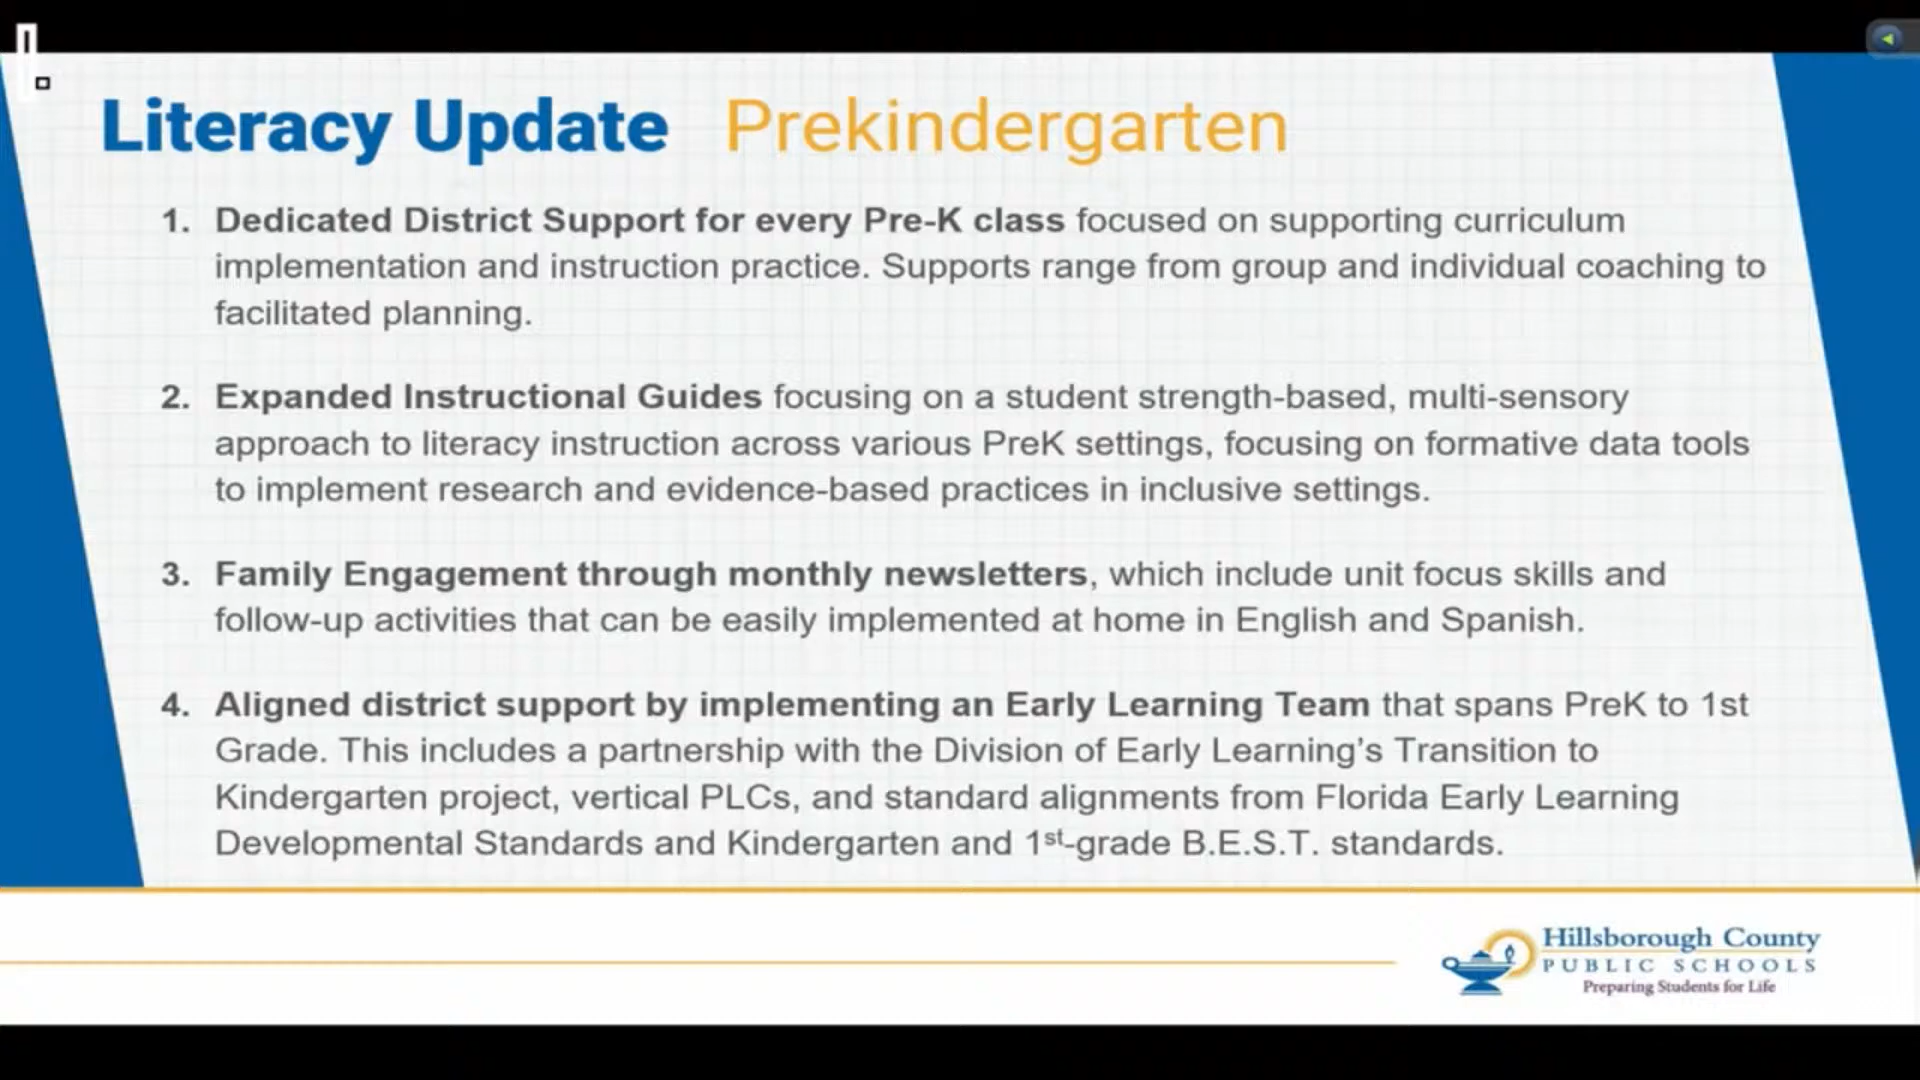 Literacy Update Prekindergarten
1. Dedicated District Support for every Pre-K class focused on supporting curriculum
implementation and instruction practice. Supports range from group and individual coaching to
facilitated planning.
2. Expanded Instructional Guides focusing on a student strength-based, multi-sensory
approach to literacy instruction across various PreK settings, focusing on formative data tools
to implement research and evidence-based practices in inclusive settings.
3. Family Engagement through monthly newsletters, which include unit focus skills and
follow-up activities that can be easily implemented at home in English and Spanish.
4. Aligned district support by implementing an Early Learning Team that spans PreK to 1st
Grade. This includes a partnership with the Division of Early Learning’s Transition to
Kindergarten project, vertical PLCs, and standard alignments from Florida Early Learning
Developmental Standards and Kindergarten and 1st-grade B.E.S.T. standards.
Hillsborough County
PUBLIC SCHOOLS
Preparing Students for Life